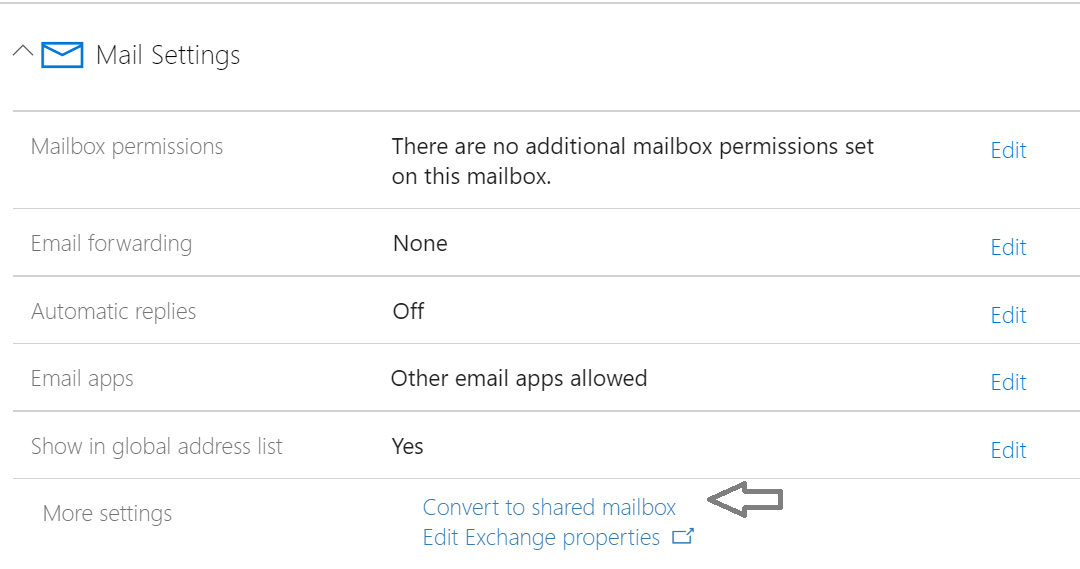 Mail Settings
Mailbox permissions
There are no additional mailbox permissions set
on this mailbox.
Edit
Email forwarding
None
Edit
Automatic replies
Off
Edit
Email apps
Other email apps allowed
Edit
Show in global address list
Yes
Edit
More settings
Convert to shared mailbox
Edit Exchange properties